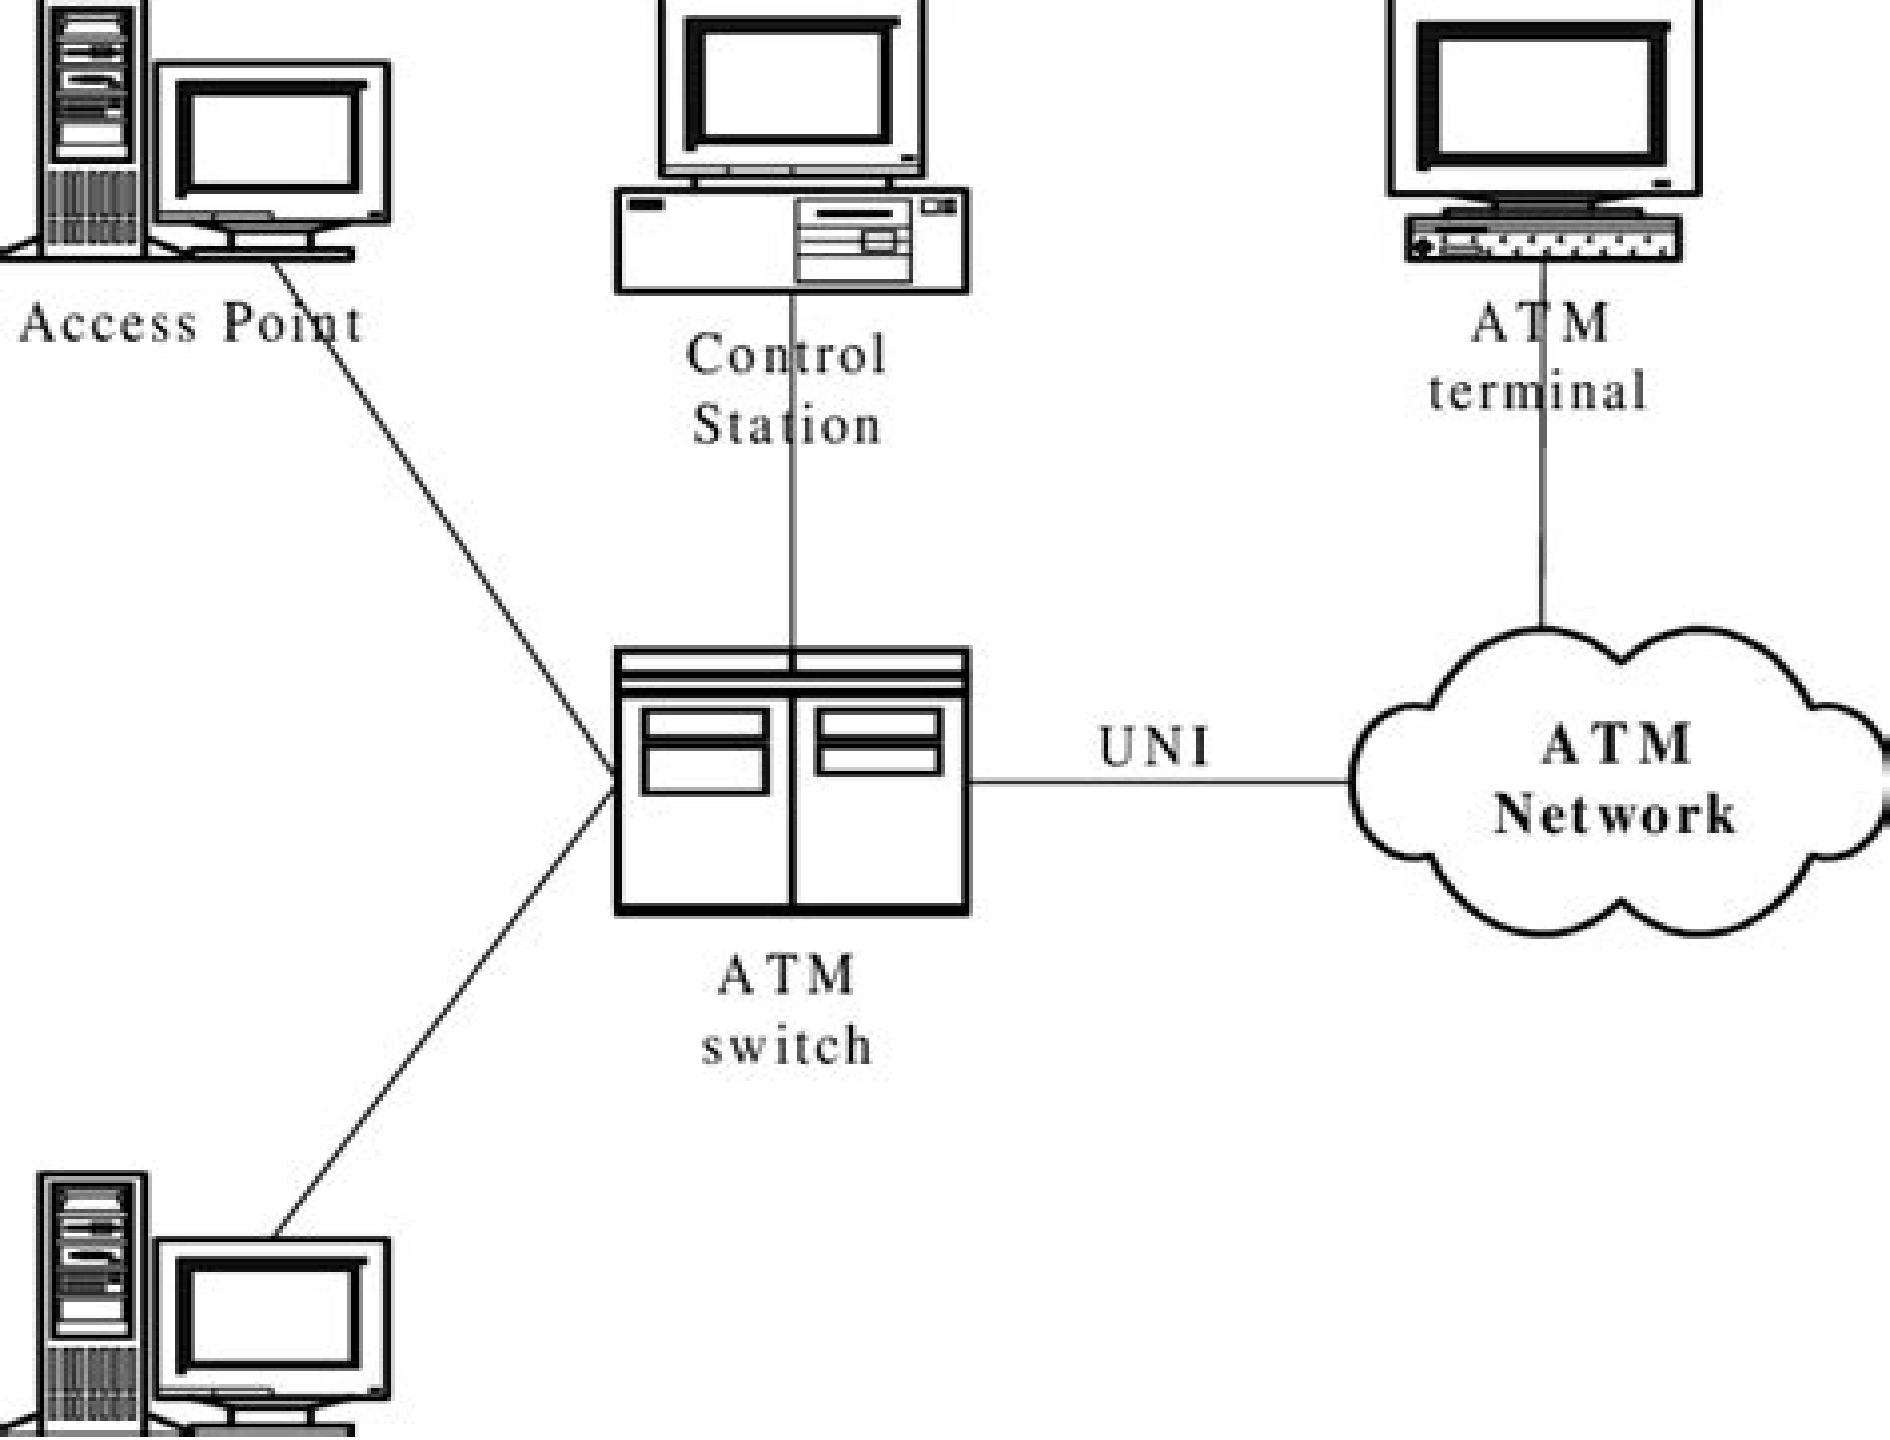 Access Point
Control
Station
ATM
terminal
UNI
ATM
Network
ATM
switch